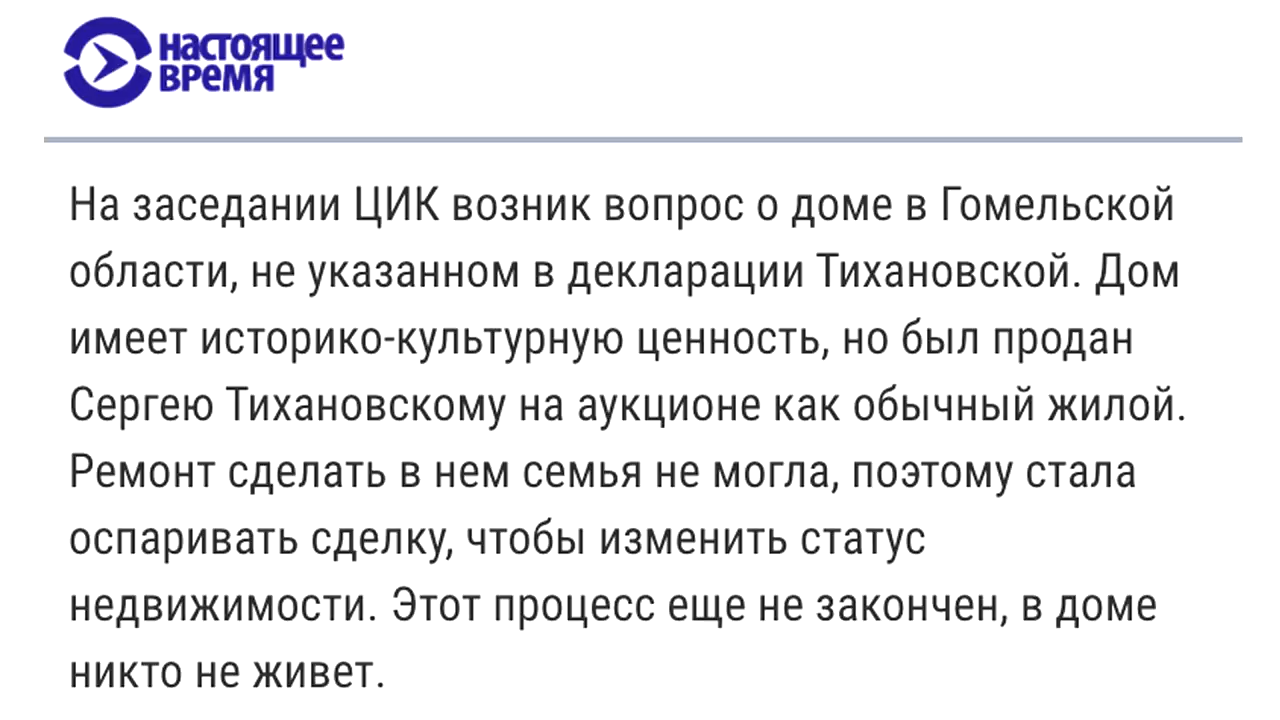 настоящее
время
На заседании ЦИК возник вопрос о доме в Гомельской
области, не указанном в декларации Тихановской. Дом
имеет историко-культурную ценность, но был продан
Сергею Тихановскому на аукционе как обычный жилой.
Ремонт сделать в нем семья не могла, поэтому стала
оспаривать сделку, чтобы изменить статус
недвижимости. Этот процесс еще не закончен, в доме
никто не живет.